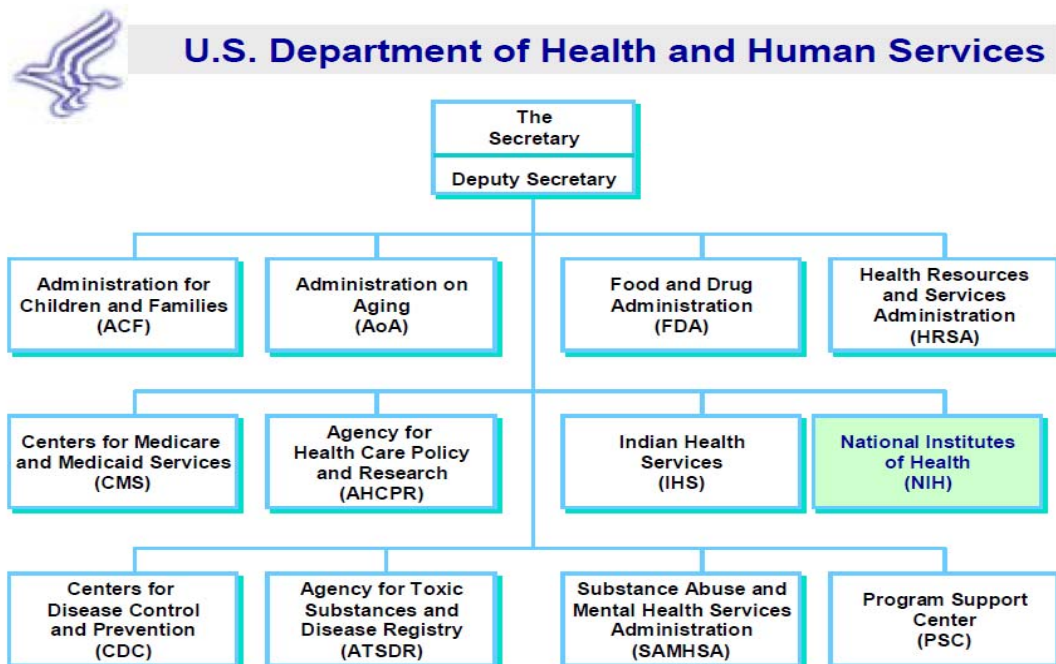 U.S. Department of Health and Human Services
The
Secretary
Deputy Secretary
Administration for
Children and Families
(ACF)
Administration on
Aging
(AoA)
Food and Drug
Administration
(FDA)
Health Resources
and Services
Administration
(HRSA)
Centers for Medicare
and Medicaid Services
(CMS)
Agency for
Health Care Policy
and Research
(AHCPR)
Indian Health
Services
(IHS)
National Institutes
of Health
(NIH)
Centers for
Disease Control
and Prevention
(CDC)
Agency for Toxic
Substances and
Disease Registry
(ATSDR)
Substance Abuse and
Mental Health Services
Administration
(SAMHSA)
Program Support
Center
(PSC)